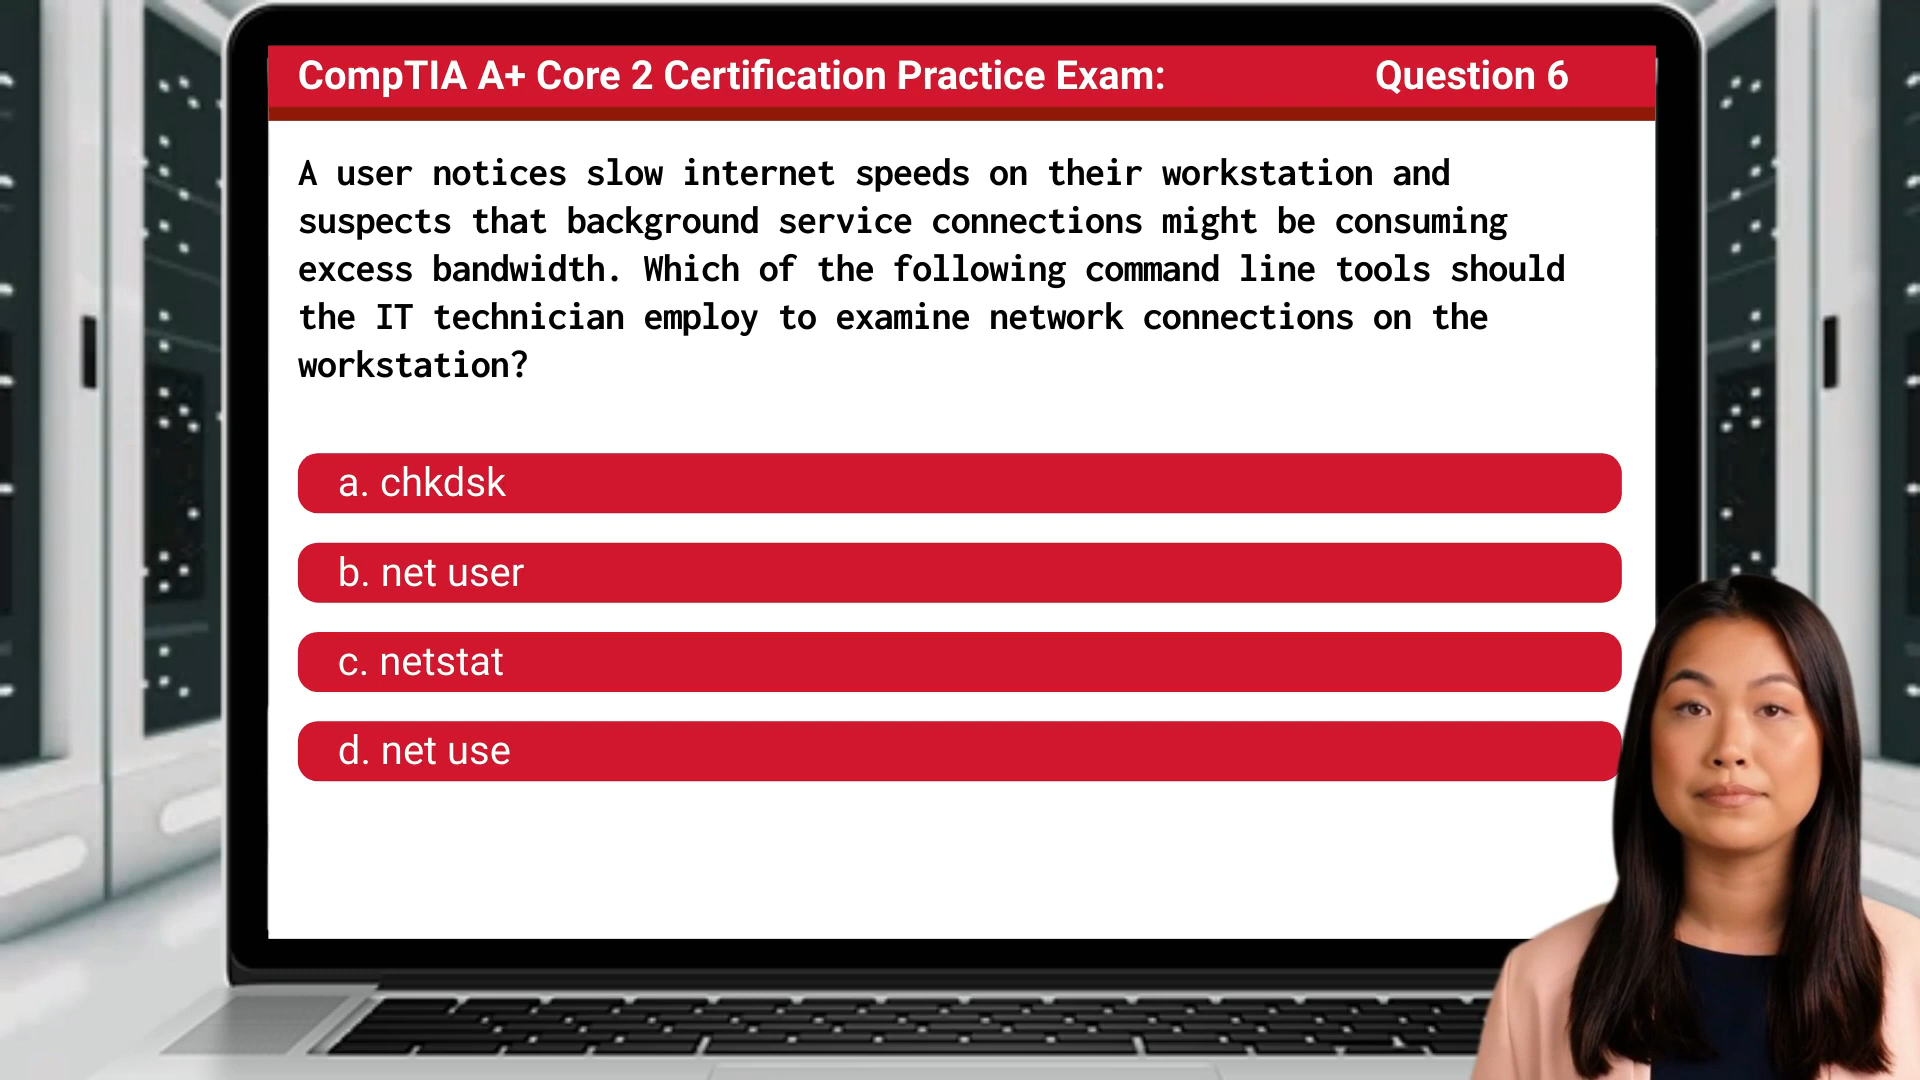 CompTIA A+ Core 2 Certification Practice Exam: Question 6
A user notices slow internet speeds on their workstation and
suspects that background service connections might be consuming
excess bandwidth. Which of the following command line tools should
the IT technician employ to examine network connections on the
workstation?
a. chkdsk
b. net user
c. netstat
d. net use